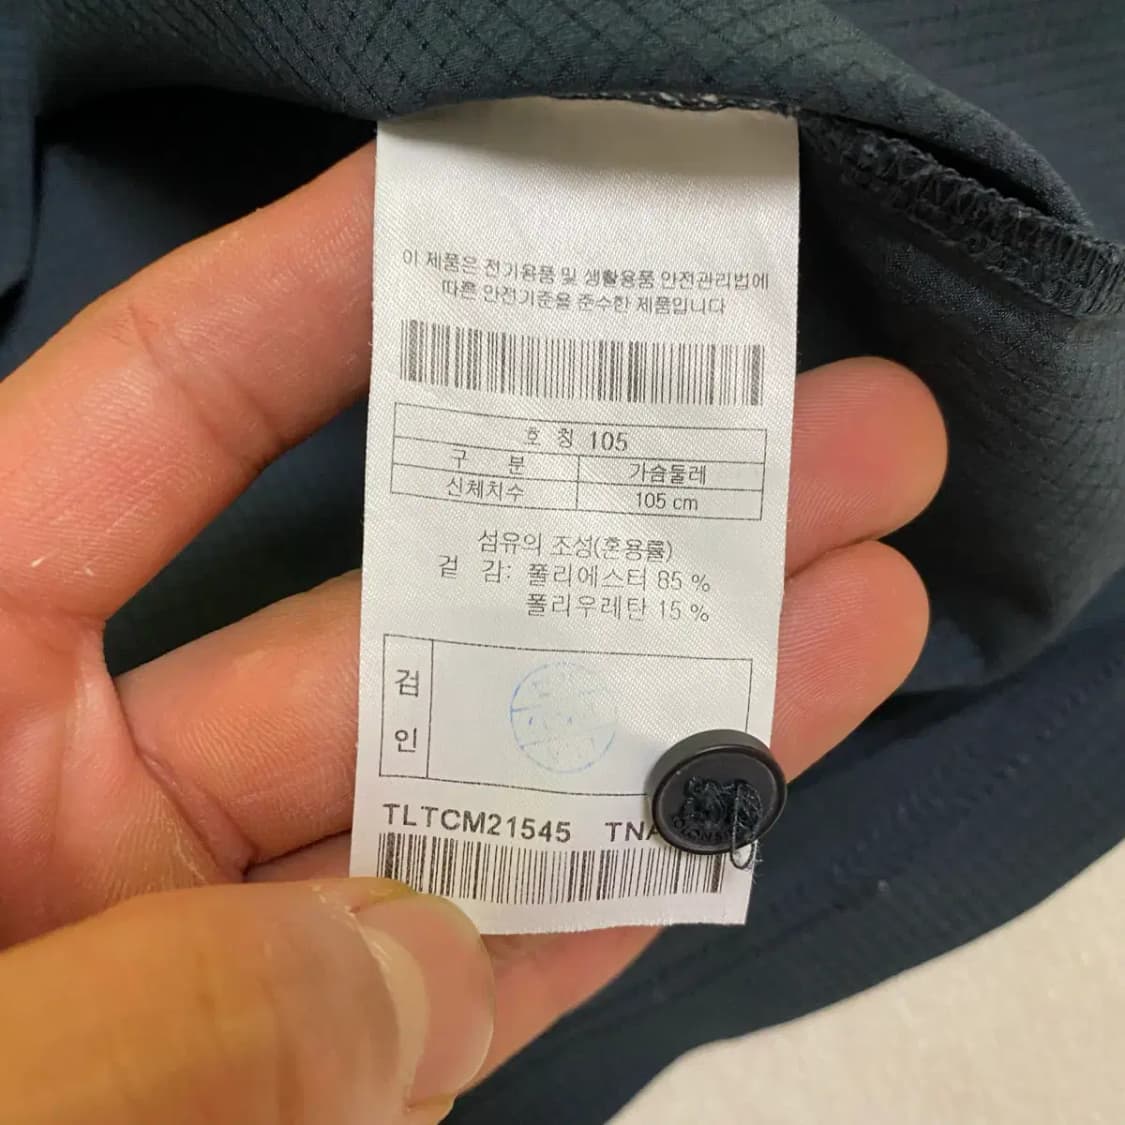 이 제품은 전기용품 및 생활용품 안전관리법에
따른 안전기준을 준수한 제품입니다
호 칭 105
구 분 가슴둘레
신체치수 105 cm
섬유의 조성(혼용률)
겉 감: 폴리에스터 85 %
폴리우레탄 15 %
검
인
TLTCM21545 TNA